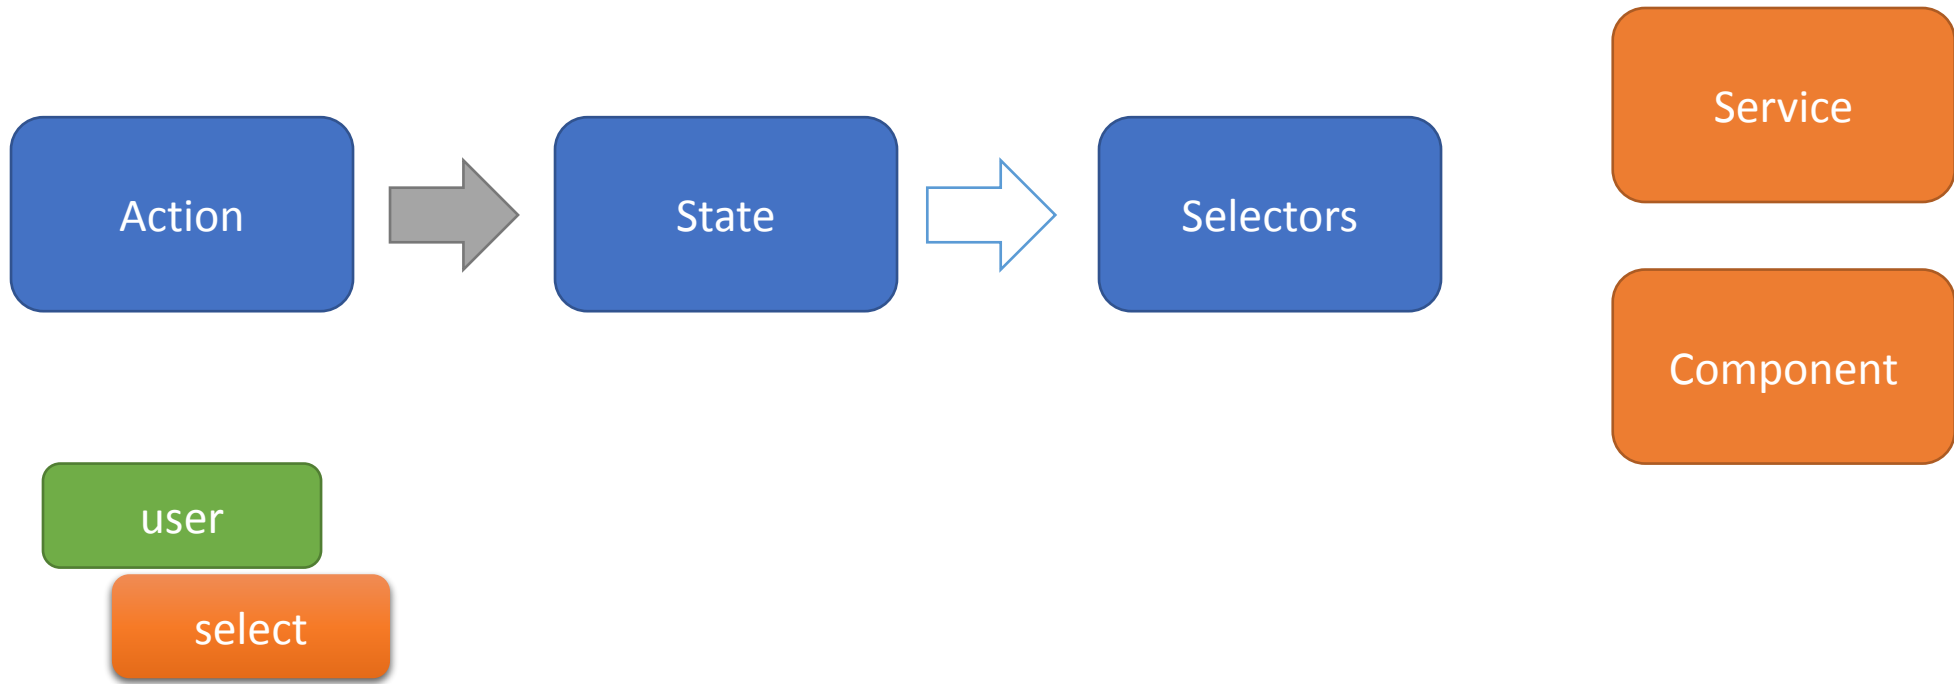 Action
State
Selectors
Service
Component
user
select